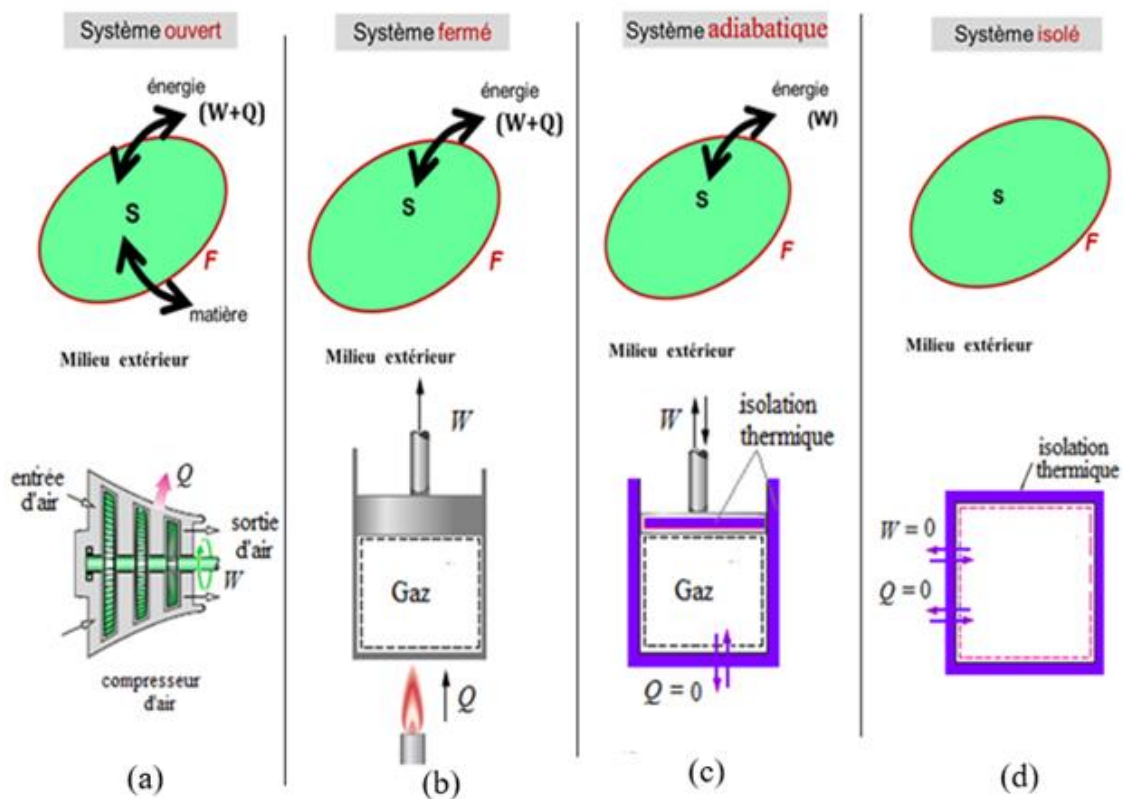 Système ouvert
énergie
(W+Q)
S
F
matière
Milieu extérieur
entrée
d'air
Q
sortie
d'air
W
compresseur
d'air
(a)
Système fermé
énergie
(W+Q)
S
F
Milieu extérieur
W
Gaz
Q
(b)
Système adiabatique
énergie
(W)
S
F
Milieu extérieur
W
isolation
thermique
Gaz
Q = 0
(c)
Système isolé
s
F
Milieu extérieur
isolation
thermique
W = 0
Q = 0
(d)